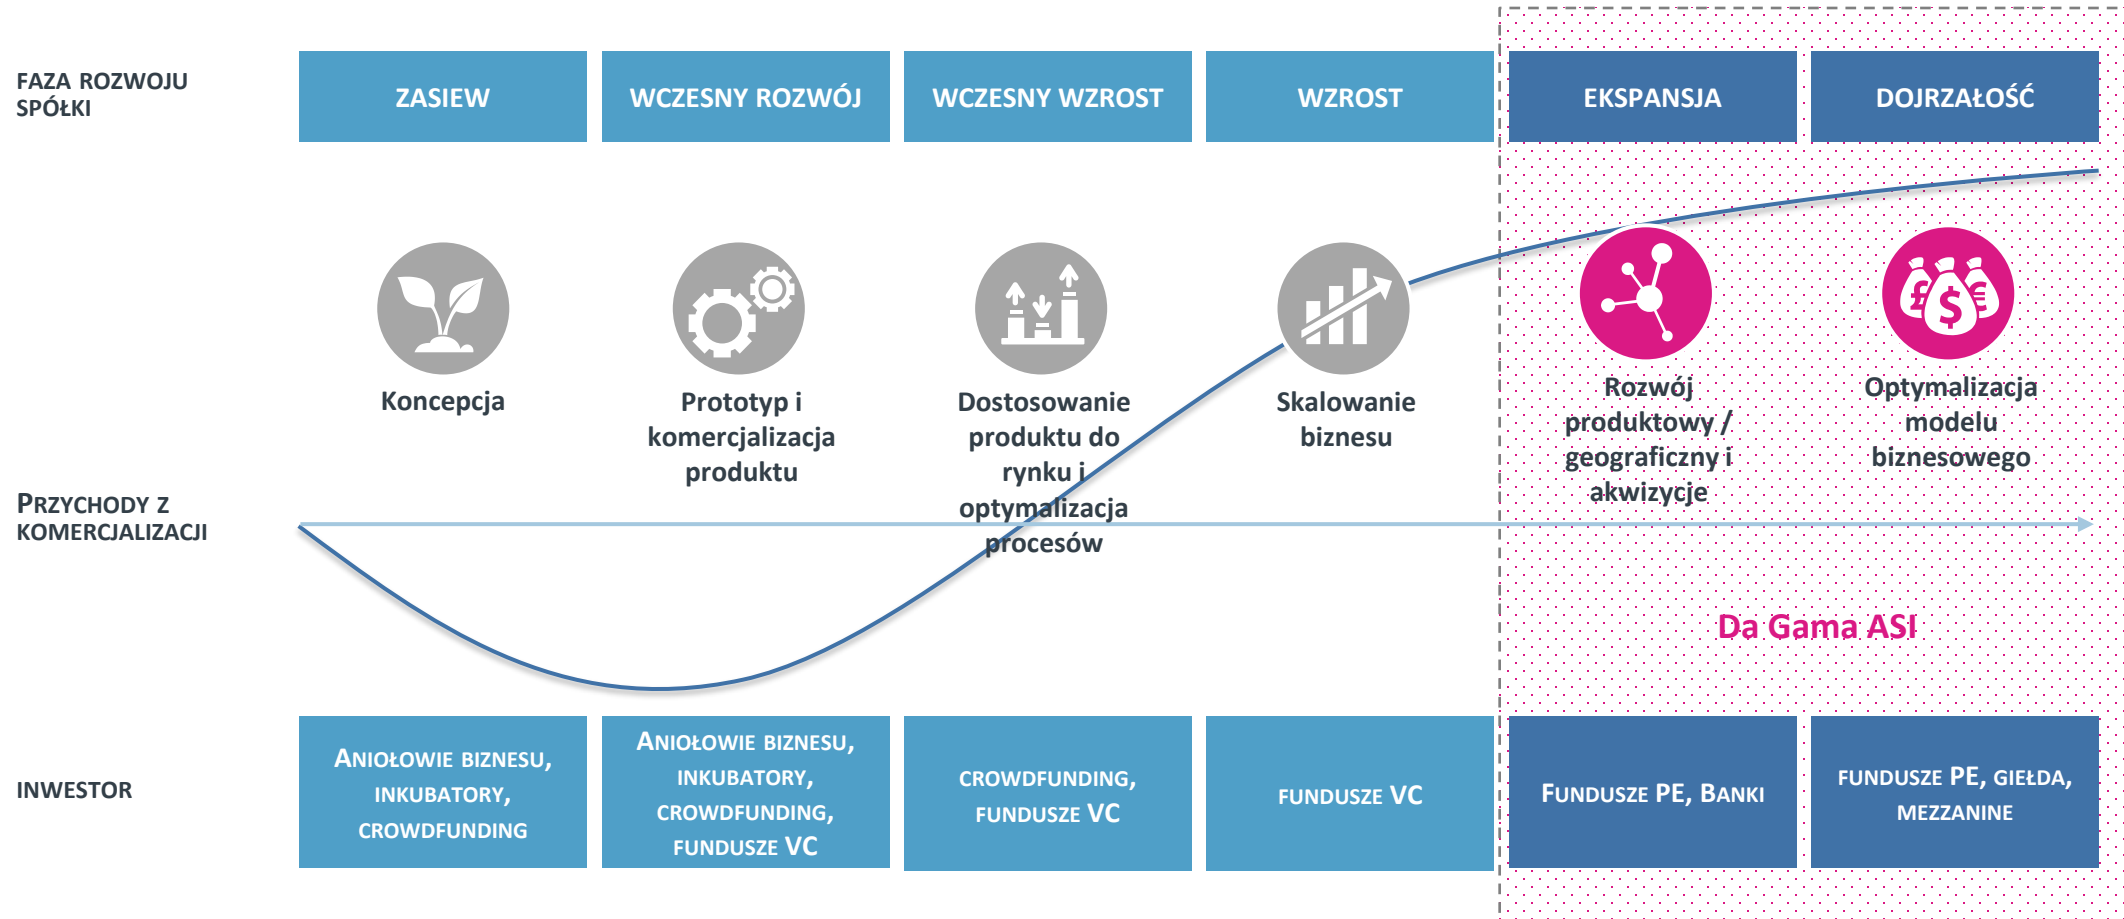 FAZA ROZWOJU
SPÓŁKI
ZASIEW
WCZESNY ROZWÓJ
WCZESNY WZROST
WZROST
EKSPANSJA
DOJRZAŁOŚĆ
£
$
€
Koncepcja
Prototyp i
komercjalizacja
produktu
Dostosowanie
produktu do
rynku i
optymalizacja
procesów
Skalowanie
biznesu
Rozwój
produktowy /
geograficzny i
akwizycje
Optymalizacja
modelu
biznesowego
PRZYCHODY Z
KOMERCJALIZACJI
Da Gama ASI
INWESTOR
ANIOŁOWIE BIZNESU,
INKUBATORY,
CROWDFUNDING
ANIOŁOWIE BIZNESU,
INKUBATORY,
CROWDFUNDING,
FUNDUSZE VC
CROWDFUNDING,
FUNDUSZE VC
FUNDUSZE VC
FUNDUSZE PE, BANKI
FUNDUSZE PE, GIEŁDA,
MEZZANINE